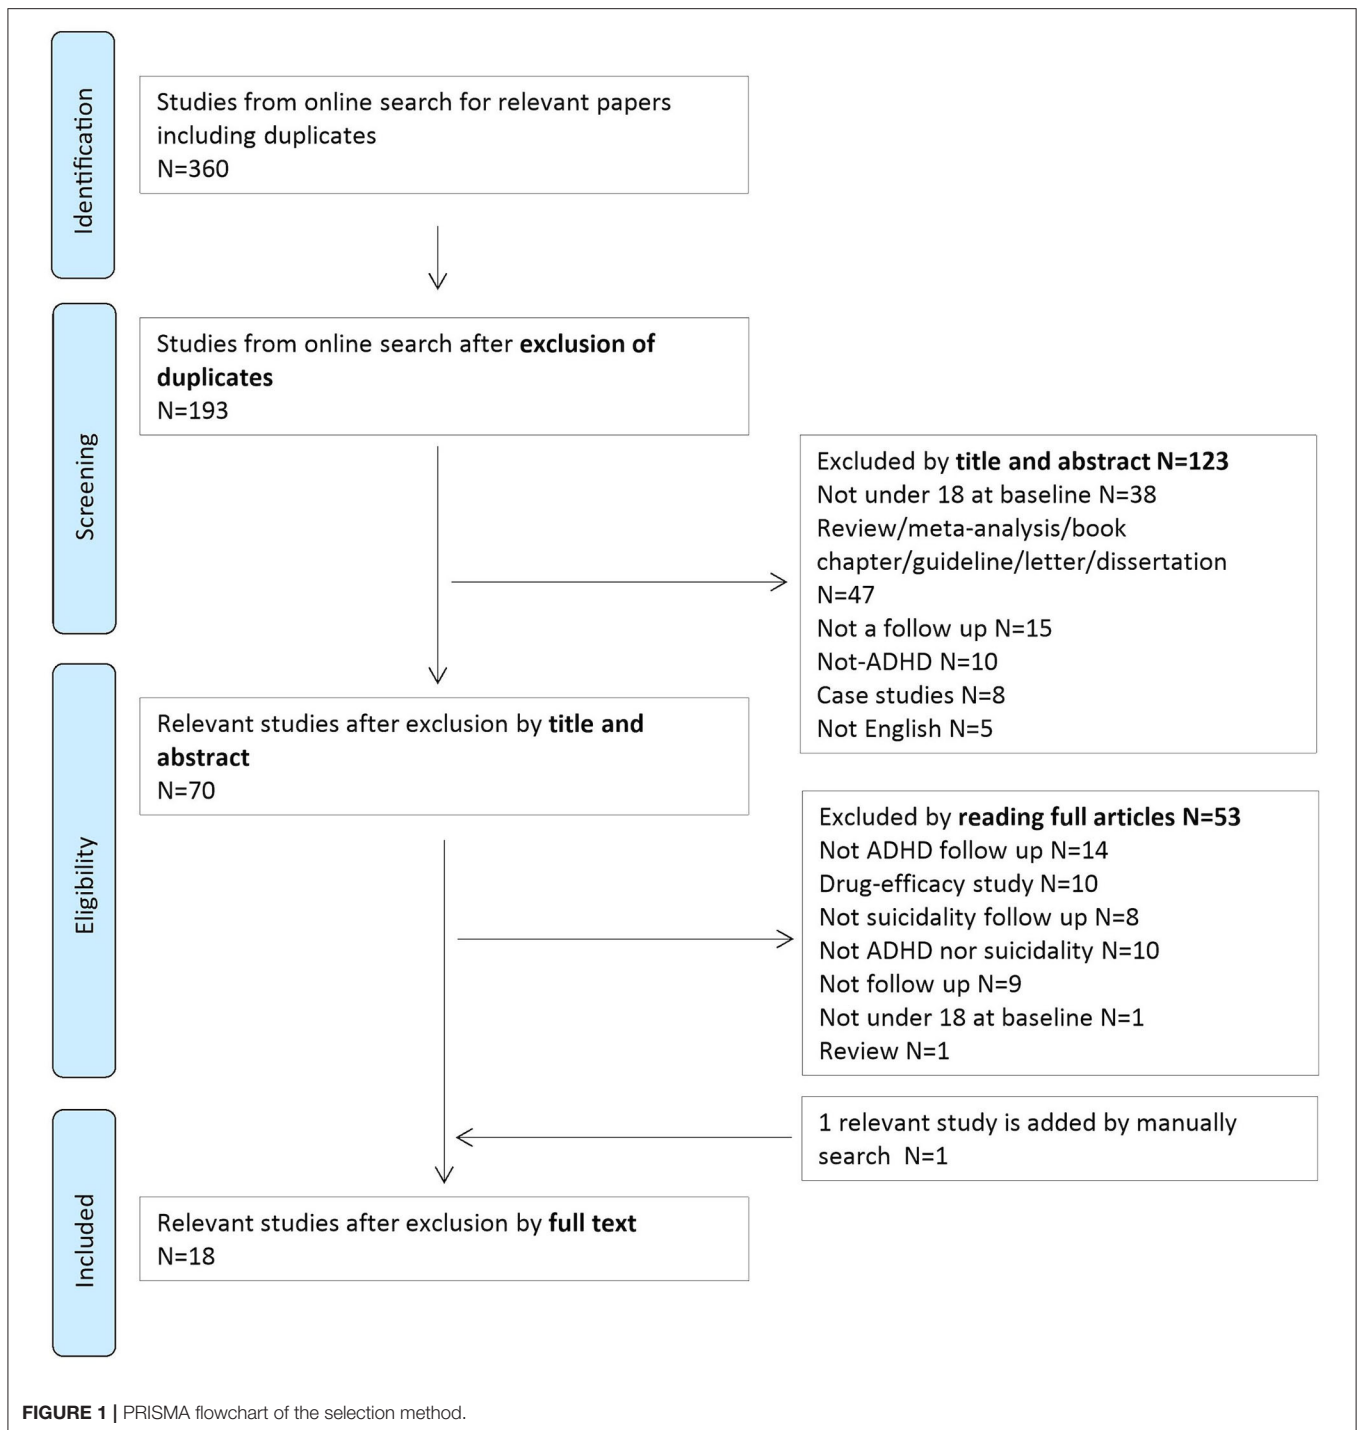 Identification
Studies from online search for relevant papers
including duplicates
N=360
Screening
Studies from online search after exclusion of
duplicates
N=193
Excluded by title and abstract N=123
Not under 18 at baseline N=38
Review/meta-analysis/book
chapter/guideline/letter/dissertation
N=47
Not a follow up N=15
Not-ADHD N=10
Case studies N=8
Not English N=5
Eligibility
Relevant studies after exclusion by title and
abstract
N=70
Excluded by reading full articles N=53
Not ADHD follow up N=14
Drug-efficacy study N=10
Not suicidality follow up N=8
Not ADHD nor suicidality N=10
Not follow up N=9
Not under 18 at baseline N=1
Review N=1
1 relevant study is added by manually
search N=1
Included
Relevant studies after exclusion by full text
N=18
FIGURE 1 | PRISMA flowchart of the selection method.